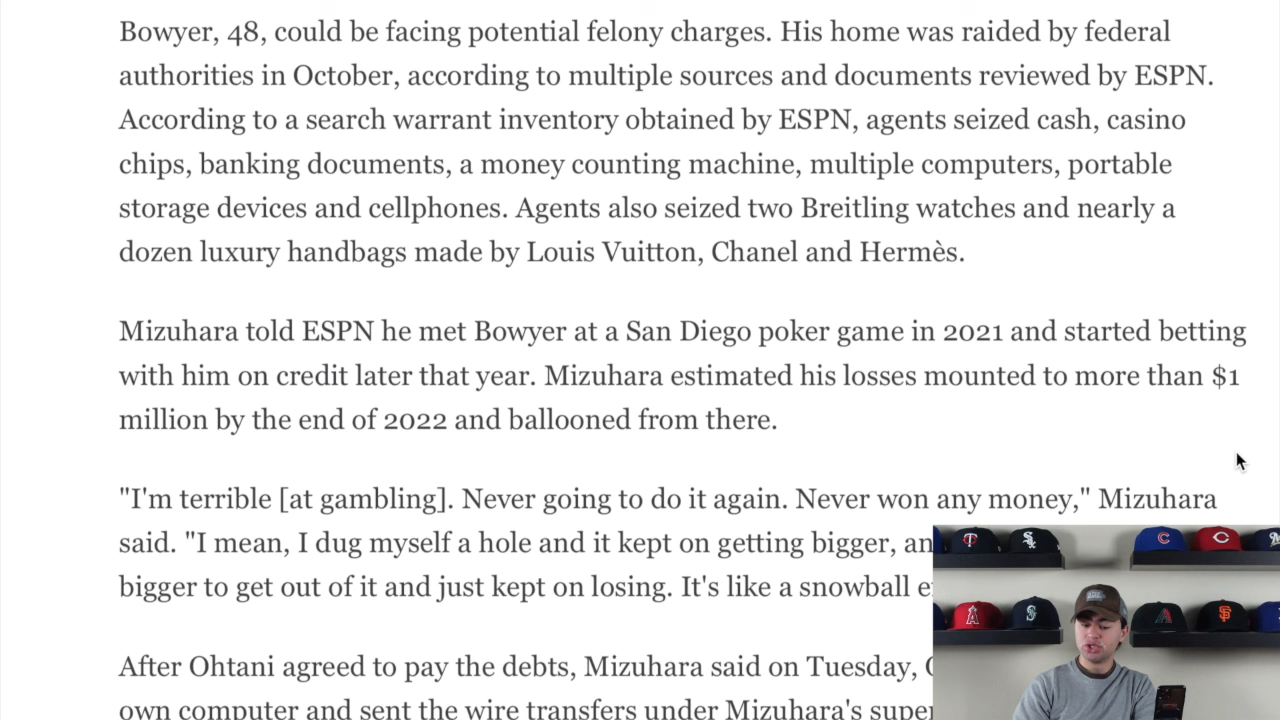 Bowyer, 48, could be facing potential felony charges. His home was raided by federal
authorities in October, according to multiple sources and documents reviewed by ESPN.
According to a search warrant inventory obtained by ESPN, agents seized cash, casino
chips, banking documents, a money counting machine, multiple computers, portable
storage devices and cellphones. Agents also seized two Breitling watches and nearly a
dozen luxury handbags made by Louis Vuitton, Chanel and Hermès.
Mizuhara told ESPN he met Bowyer at a San Diego poker game in 2021 and started betting
with him on credit later that year. Mizuhara estimated his losses mounted to more than $1
million by the end of 2022 and ballooned from there.
"I'm terrible [at gambling]. Never going to do it again. Never won any money," Mizuhara
said. "I mean, I dug myself a hole and it kept on getting bigger,
bigger to get out of it and just kept on losing. It's like a snowball
After Ohtani agreed to pay the debts, Mizuhara said on Tuesday,
own computer and sent the wire transfers under Mizuhara's